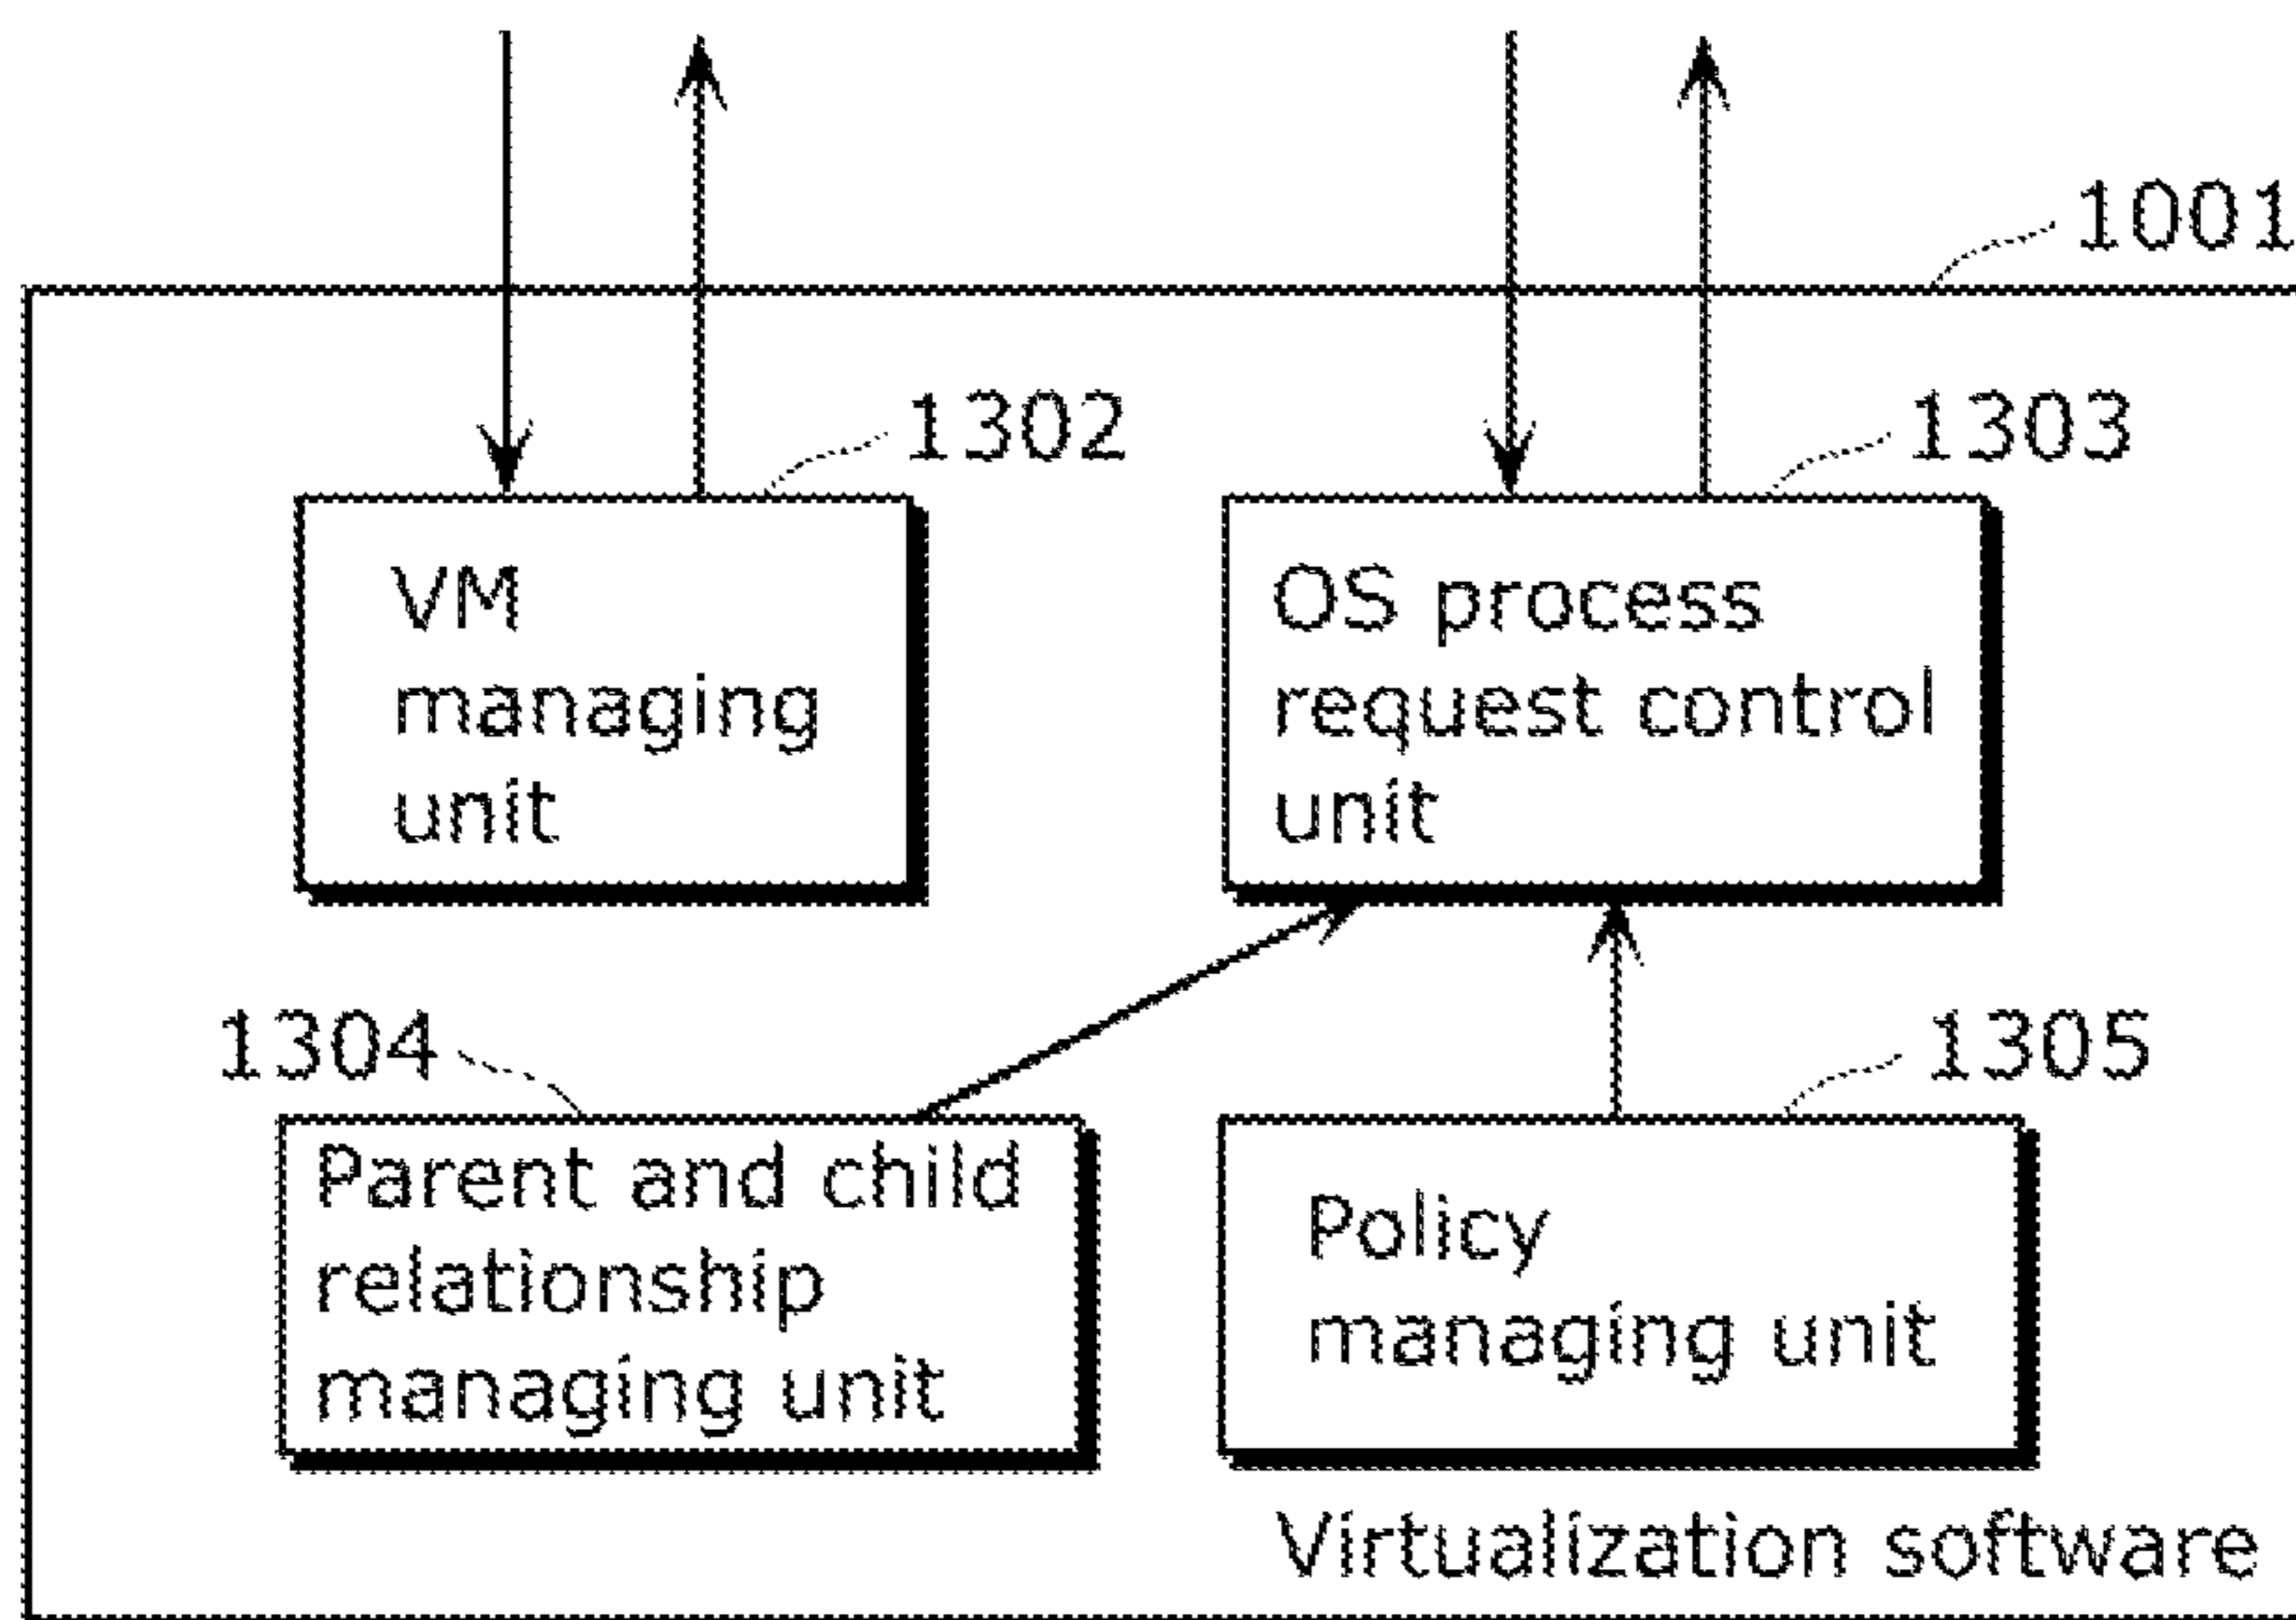 1001
1302
1303
VM
managing
unit
OS process
request control
unit
1304
1305
Parent and child
relationship
managing unit
Policy
managing unit
Virtualization software